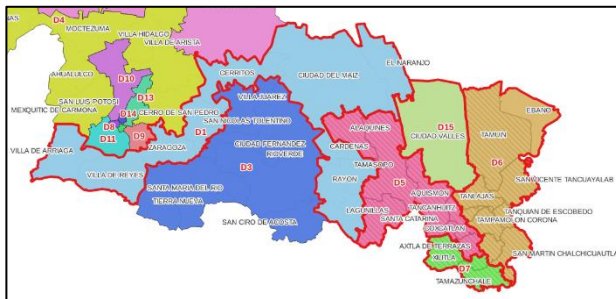 D4
MOCTEZUMA
VILLA HIDALGO
VILLA DE ARISTA
EL NARANJO
AHUALULCO
D10
CERRITOS
CIUDAD DEL MAIZ
D13
VILLA JUAREZ
SAN LUIS POTOSI
EBANO
MEXQUITIC DE CARMONA
D14
CERRO DE SAN PEDRO
SAN NICOLAS TOLENTINO
ALAQUINES
D15
D8
D1
CIUDAD VALLES
TAMUIN
D11
D9
ZARAGOZA
CIUDAD FERNANDEZ
CARDENAS
VILLA DE ARRIAGA
RIOVERDE
TAMASOPO
D6
D3
VILLA DE REYES
RAYON
D5
SAN VICENTE TANCUAYALAB
AQUISMON
TANLAJAS
SANTA MARIA DEL RIO
TANCANHUITZ
TANQUIAN DE ESCOBEDO
TIERRA NUEVA
LAGUNILLAS
SANTA CATARINA
TAMPAMOLON CORONA
SAN CIRO DE ACOSTA
COXCATLAN
AXTLA DE TERRAZAS
SAN MARTIN CHALCHICUAUTLA
XILITLA
D7
TAMAZUNCHALE